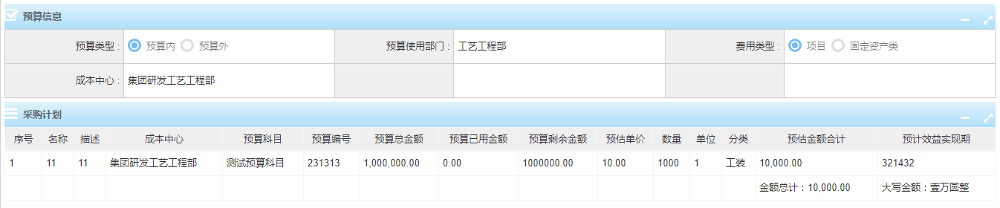 预算信息
预算类型: 预算内 预算外 预算使用部门: 工艺工程部 费用类型: 项目 固定资产类
成本中心: 集团研发工艺工程部
采购计划
序号 名称 描述 成本中心 预算科目 预算编号 预算总金额 预算已用金额 预算剩余金额 预估单价 数量 单位 分类 预估金额合计 预计效益实现期
1 11 11 集团研发工艺工程部 测试预算科目 231313 1,000,000.00 0.00 1000000.00 10.00 1000 1 工装 10,000.00 321432
金额总计：10,000.00 大写金额：壹万圆整